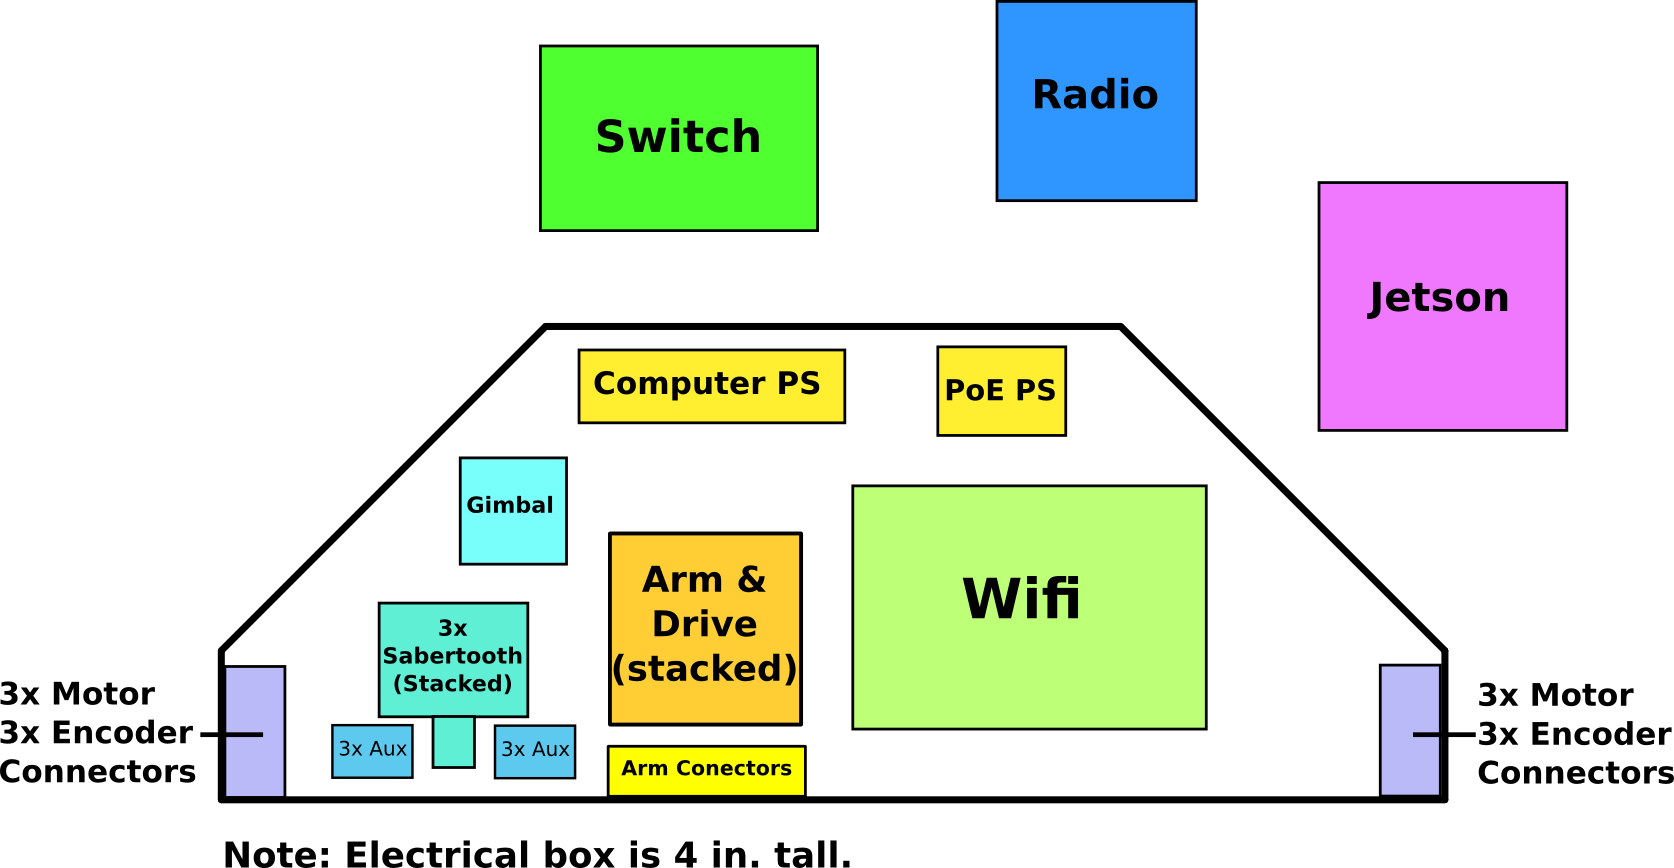 Radio
Switch
Jetson
Computer PS
PoE PS
Gimbal
Arm &
Drive
(stacked)
Wifi
3x
Sabertooth
(Stacked)
3x Motor
3x Encoder
Connectors
3x Aux
3x Aux
Arm Conectors
3x Motor
3x Encoder
Connectors
Note: Electrical box is 4 in. tall.